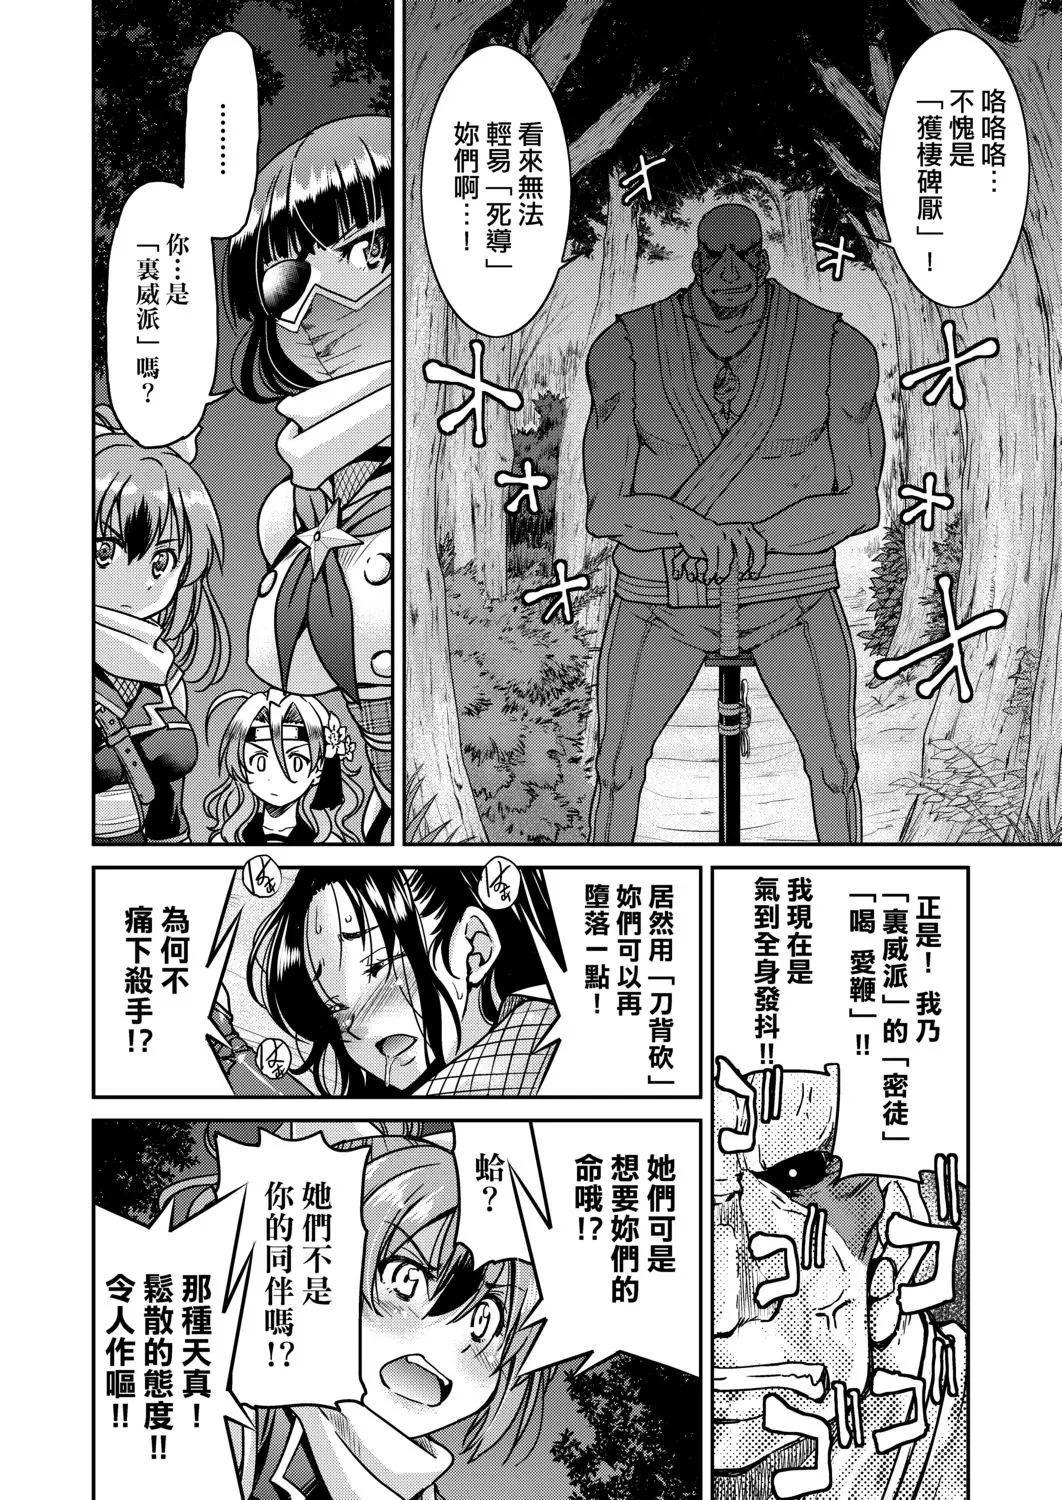 咯咯咯⋯
不愧是
「獲棲碑厭」！
看來無法
輕易「死導」
妳們啊⋯！
⋯⋯⋯
你⋯是
「裏威派」嗎？
正是！我乃
「裏威派」的「密徒」
「喝 愛鞭」!!
我現在是
氣到全身發抖!!
居然用「刀背砍」
妳們可以再
墮落一點！
為何不
痛下殺手!?
她們可是
想要妳們的
命哦!?
蛤？
她們不是
你的同伴嗎!?
那種天真！
鬆散的態度!!
令人作嘔!!